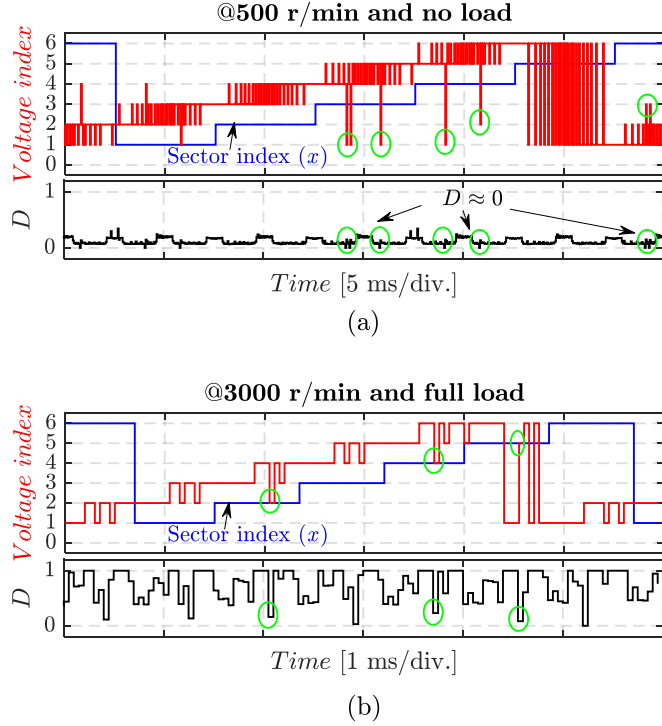 @500 r/min and no load
Voltage index
6
5
4
3
2
1
0
Sector index (x)
D
1
0
D ≈ 0
Time [5 ms/div.]
(a)
@3000 r/min and full load
Voltage index
6
5
4
3
2
1
0
Sector index (x)
D
1
0
Time [1 ms/div.]
(b)